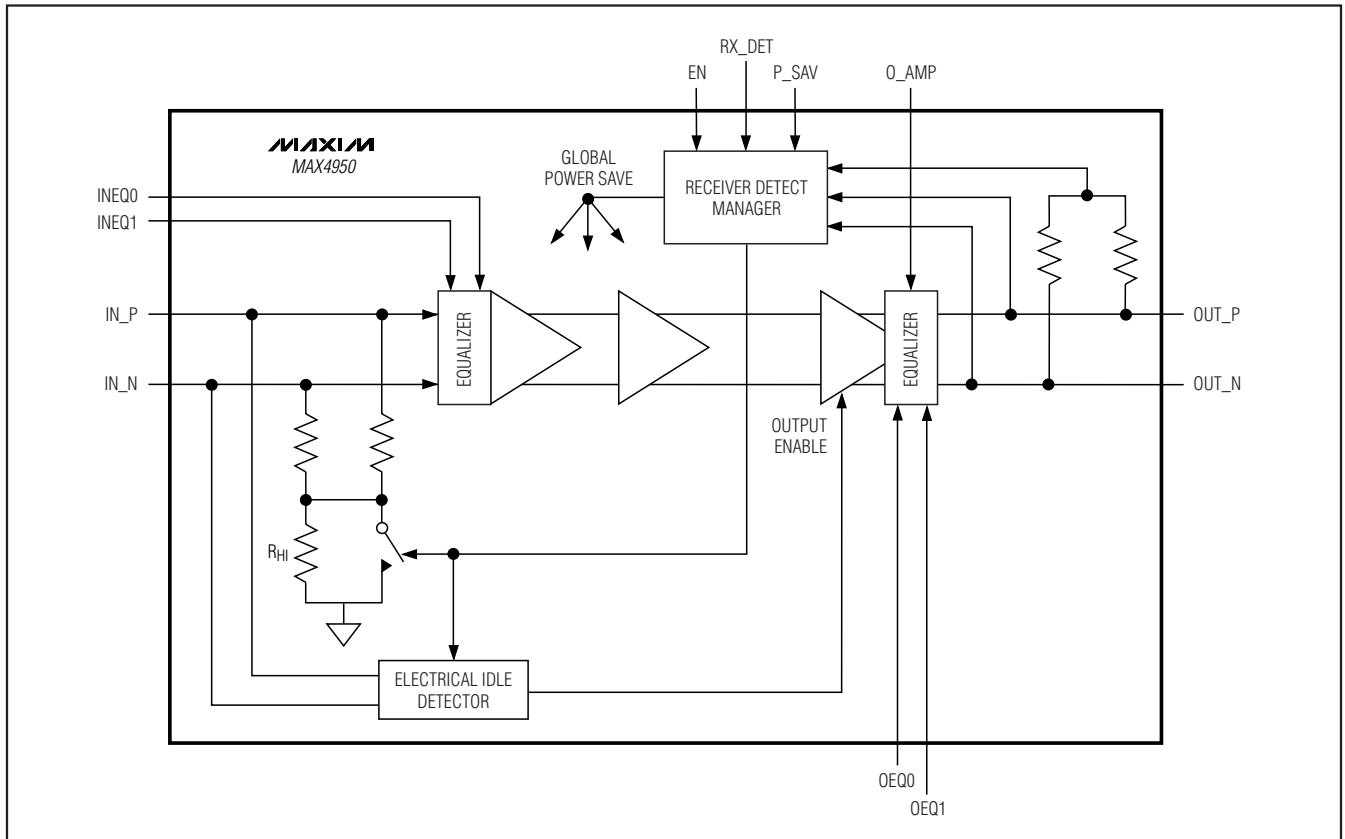 RX_DET
EN
P_SAV
O_AMP
MAXIM
MAX4950
GLOBAL
POWER SAVE
RECEIVER DETECT
MANAGER
INEQ0
INEQ1
IN_P
IN_N
EQUALIZER
EQUALIZER
OUT_P
OUT_N
OUTPUT
ENABLE
RHI
ELECTRICAL IDLE
DETECTOR
OEQ0
OEQ1